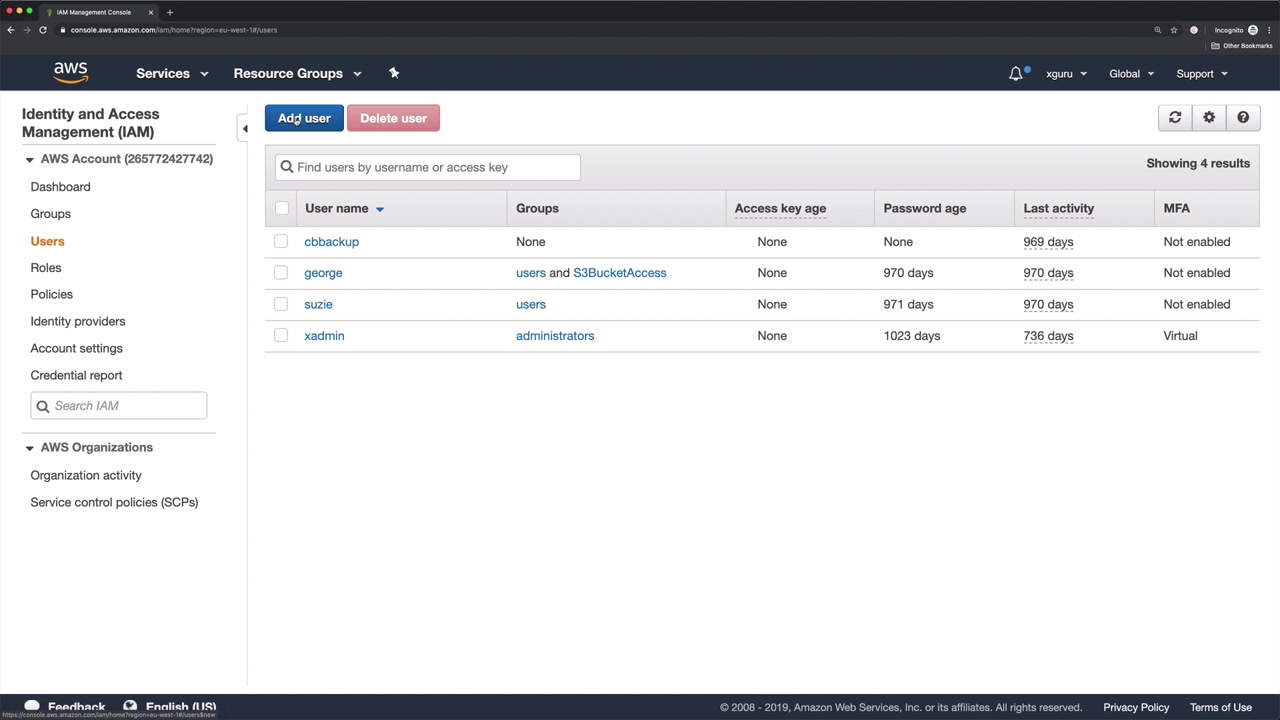 IAM Management Console
console.aws.amazon.com/iam/home?region=eu-west-1#/users
Incognito
Other Bookmarks
aws
Services
Resource Groups
xguru
Global
Support
Identity and Access
Management (IAM)
AWS Account (265772427742)
Dashboard
Groups
Users
Roles
Policies
Identity providers
Account settings
Credential report
Search IAM
AWS Organizations
Organization activity
Service control policies (SCPs)
Add user
Delete user
Find users by username or access key
Showing 4 results
User name Groups Access key age Password age Last activity MFA
cbbackup None None None 969 days Not enabled
george users and S3BucketAccess None 970 days 970 days Not enabled
suzie users None 971 days 970 days Not enabled
xadmin administrators None 1023 days 736 days Virtual
Feedback
English (US)
© 2008 - 2019, Amazon Web Services, Inc. or its affiliates. All rights reserved.
Privacy Policy
Terms of Use
https://console.aws.amazon.com/iam/home?region=eu-west-1#/users$new